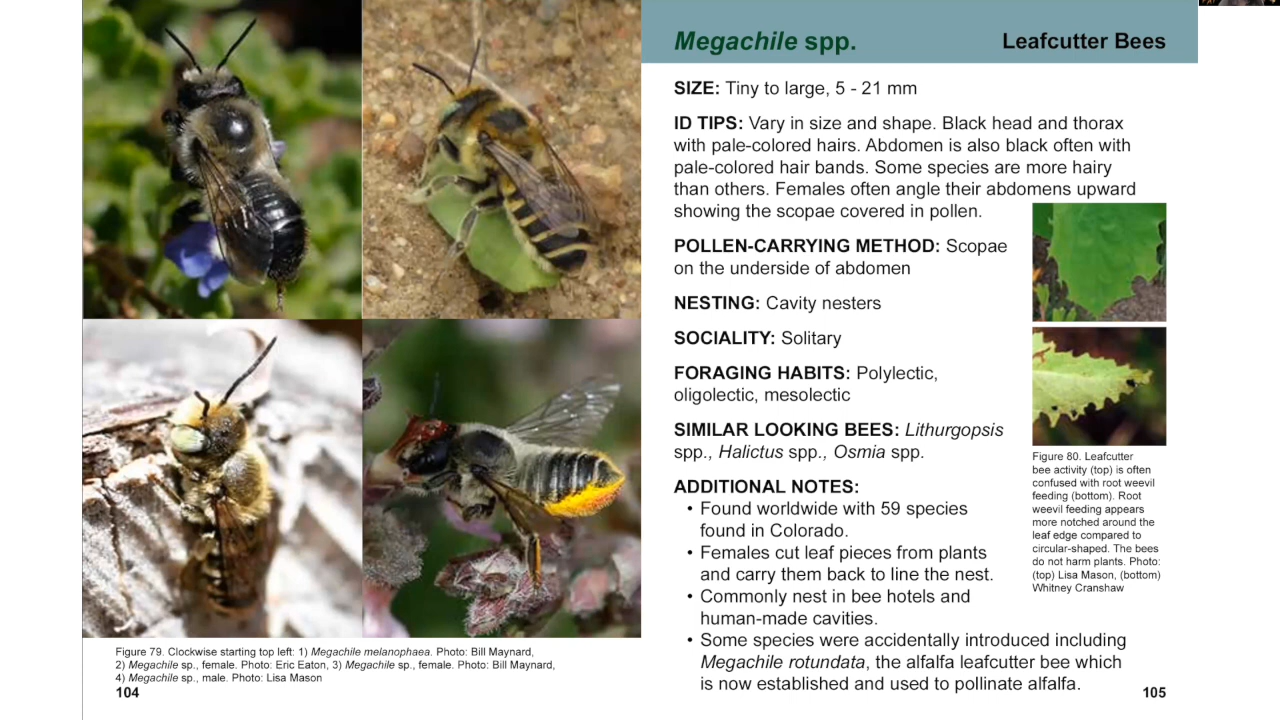 Figure 79. Clockwise starting top left: 1) Megachile melanophaea. Photo: Bill Maynard,
2) Megachile sp., female. Photo: Eric Eaton, 3) Megachile sp., female. Photo: Bill Maynard,
4) Megachile sp., male. Photo: Lisa Mason
104
Megachile spp.
Leafcutter Bees
SIZE: Tiny to large, 5 - 21 mm
ID TIPS: Vary in size and shape. Black head and thorax
with pale-colored hairs. Abdomen is also black often with
pale-colored hair bands. Some species are more hairy
than others. Females often angle their abdomens upward
showing the scopae covered in pollen.
POLLEN-CARRYING METHOD: Scopae
on the underside of abdomen
NESTING: Cavity nesters
SOCIALITY: Solitary
FORAGING HABITS: Polylectic,
oligolectic, mesolectic
SIMILAR LOOKING BEES: Lithurgopsis
spp., Halictus spp., Osmia spp.
ADDITIONAL NOTES:
• Found worldwide with 59 species
found in Colorado.
• Females cut leaf pieces from plants
and carry them back to line the nest.
• Commonly nest in bee hotels and
human-made cavities.
• Some species were accidentally introduced including
Megachile rotundata, the alfalfa leafcutter bee which
is now established and used to pollinate alfalfa.
Figure 80. Leafcutter
bee activity (top) is often
confused with root weevil
feeding (bottom). Root
weevil feeding appears
more notched around the
leaf edge compared to
circular-shaped. The bees
do not harm plants. Photo:
(top) Lisa Mason, (bottom)
Whitney Cranshaw
105